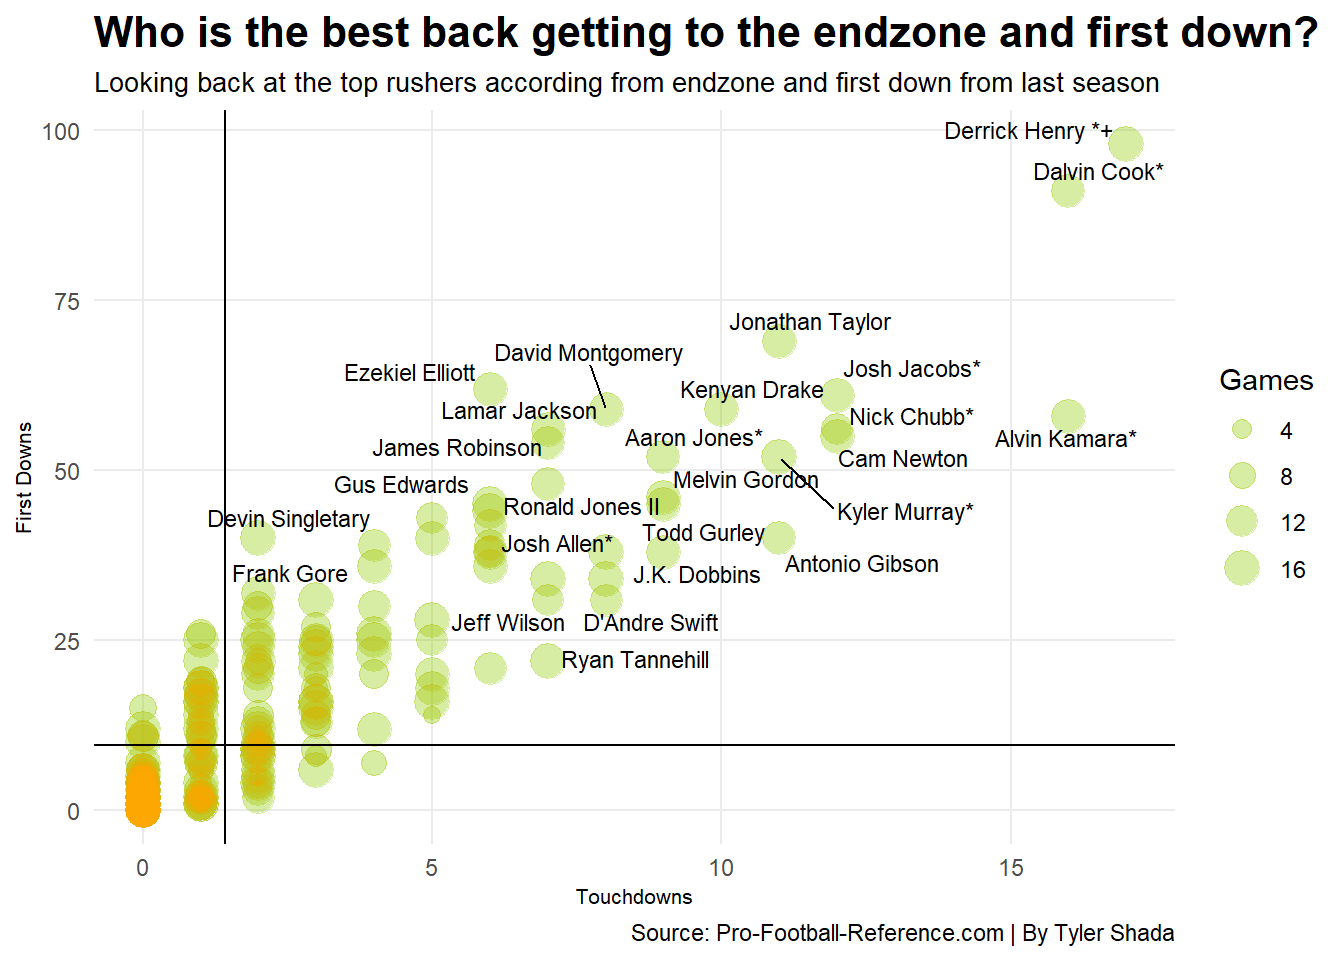 Who is the best back getting to the endzone and first down?
Looking back at the top rushers according from endzone and first down from last season
100
75
50
25
0
First Downs
Derrick Henry *+
Dalvin Cook*
Jonathan Taylor
David Montgomery
Ezekiel Elliott
Josh Jacobs*
Kenyan Drake
Lamar Jackson
Nick Chubb*
Aaron Jones*
Alvin Kamara*
James Robinson
Cam Newton
Melvin Gordon
Gus Edwards
Ronald Jones II
Kyler Murray*
Devin Singletary
Todd Gurley
Josh Allen*
Antonio Gibson
Frank Gore
J.K. Dobbins
Jeff Wilson
D'Andre Swift
Ryan Tannehill
Games
4
8
12
16
0
5
10
15
Touchdowns
Source: Pro-Football-Reference.com | By Tyler Shada